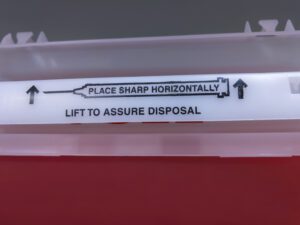 PLACE SHARP HORIZONTALLY
LIFT TO ASSURE DISPOSAL